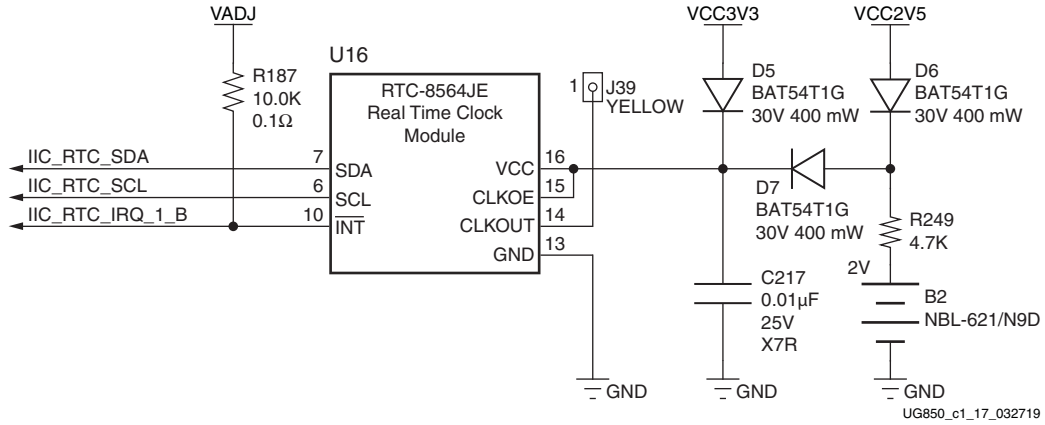 VADJ
VCC3V3
VCC2V5
U16
R187
10.0K
0.1Ω
RTC-8564JE
Real Time Clock
Module
1
J39
YELLOW
D5
BAT54T1G
30V 400 mW
D6
BAT54T1G
30V 400 mW
IIC_RTC_SDA
7
SDA
IIC_RTC_SCL
6
SCL
IIC_RTC_IRQ_1_B
10
INT
VCC
16
CLKOE
15
CLKOUT
14
GND
13
D7
BAT54T1G
30V 400 mW
R249
4.7K
2V
B2
NBL-621/N9D
C217
0.01µF
25V
X7R
GND
GND
GND
UG850_c1_17_032719